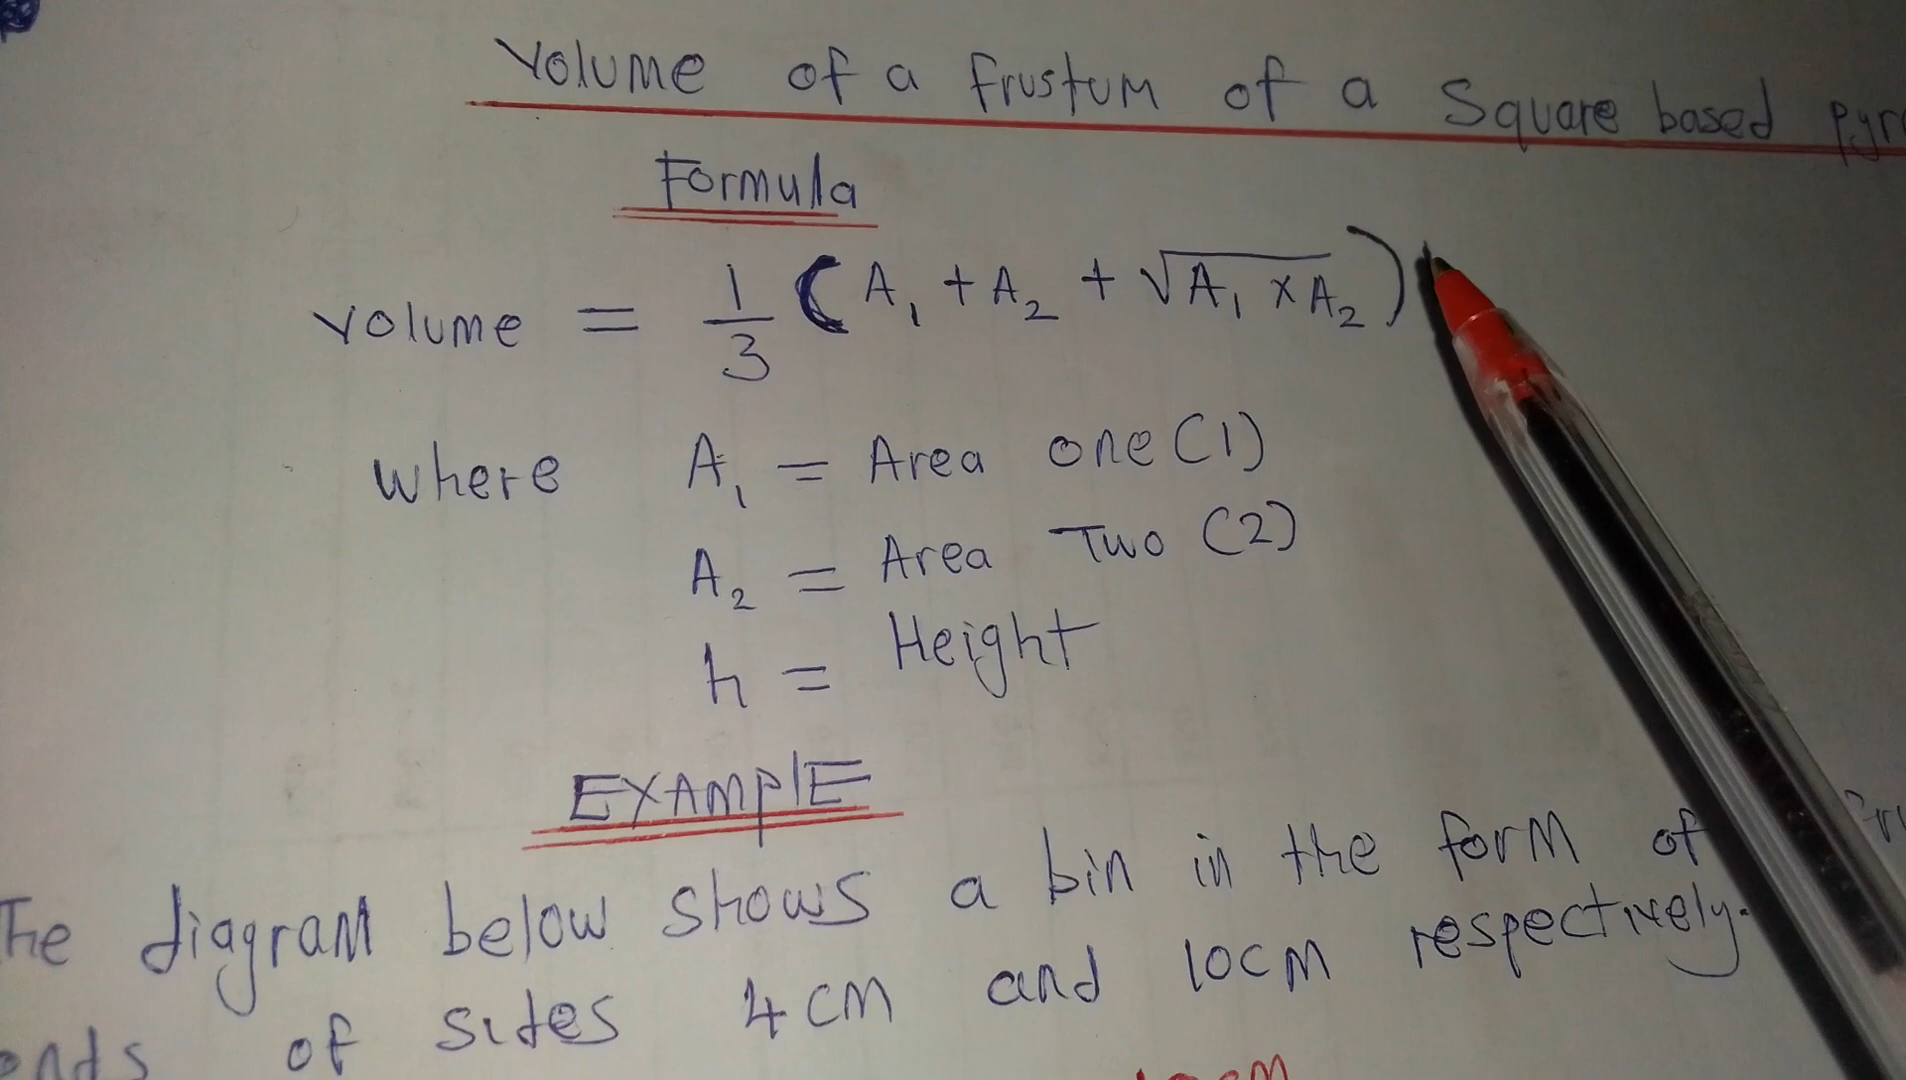 Volume of a frustum of a Square based
Formula
volume = 1/3 (A₁ + A₂ + √A₁ × A₂)
where A₁ = Area one (1)
A₂ = Area Two (2)
h = Height
EXAMPLE
The diagram below shows a bin in the form of
ends of sides 4cm and 10cm respectively.